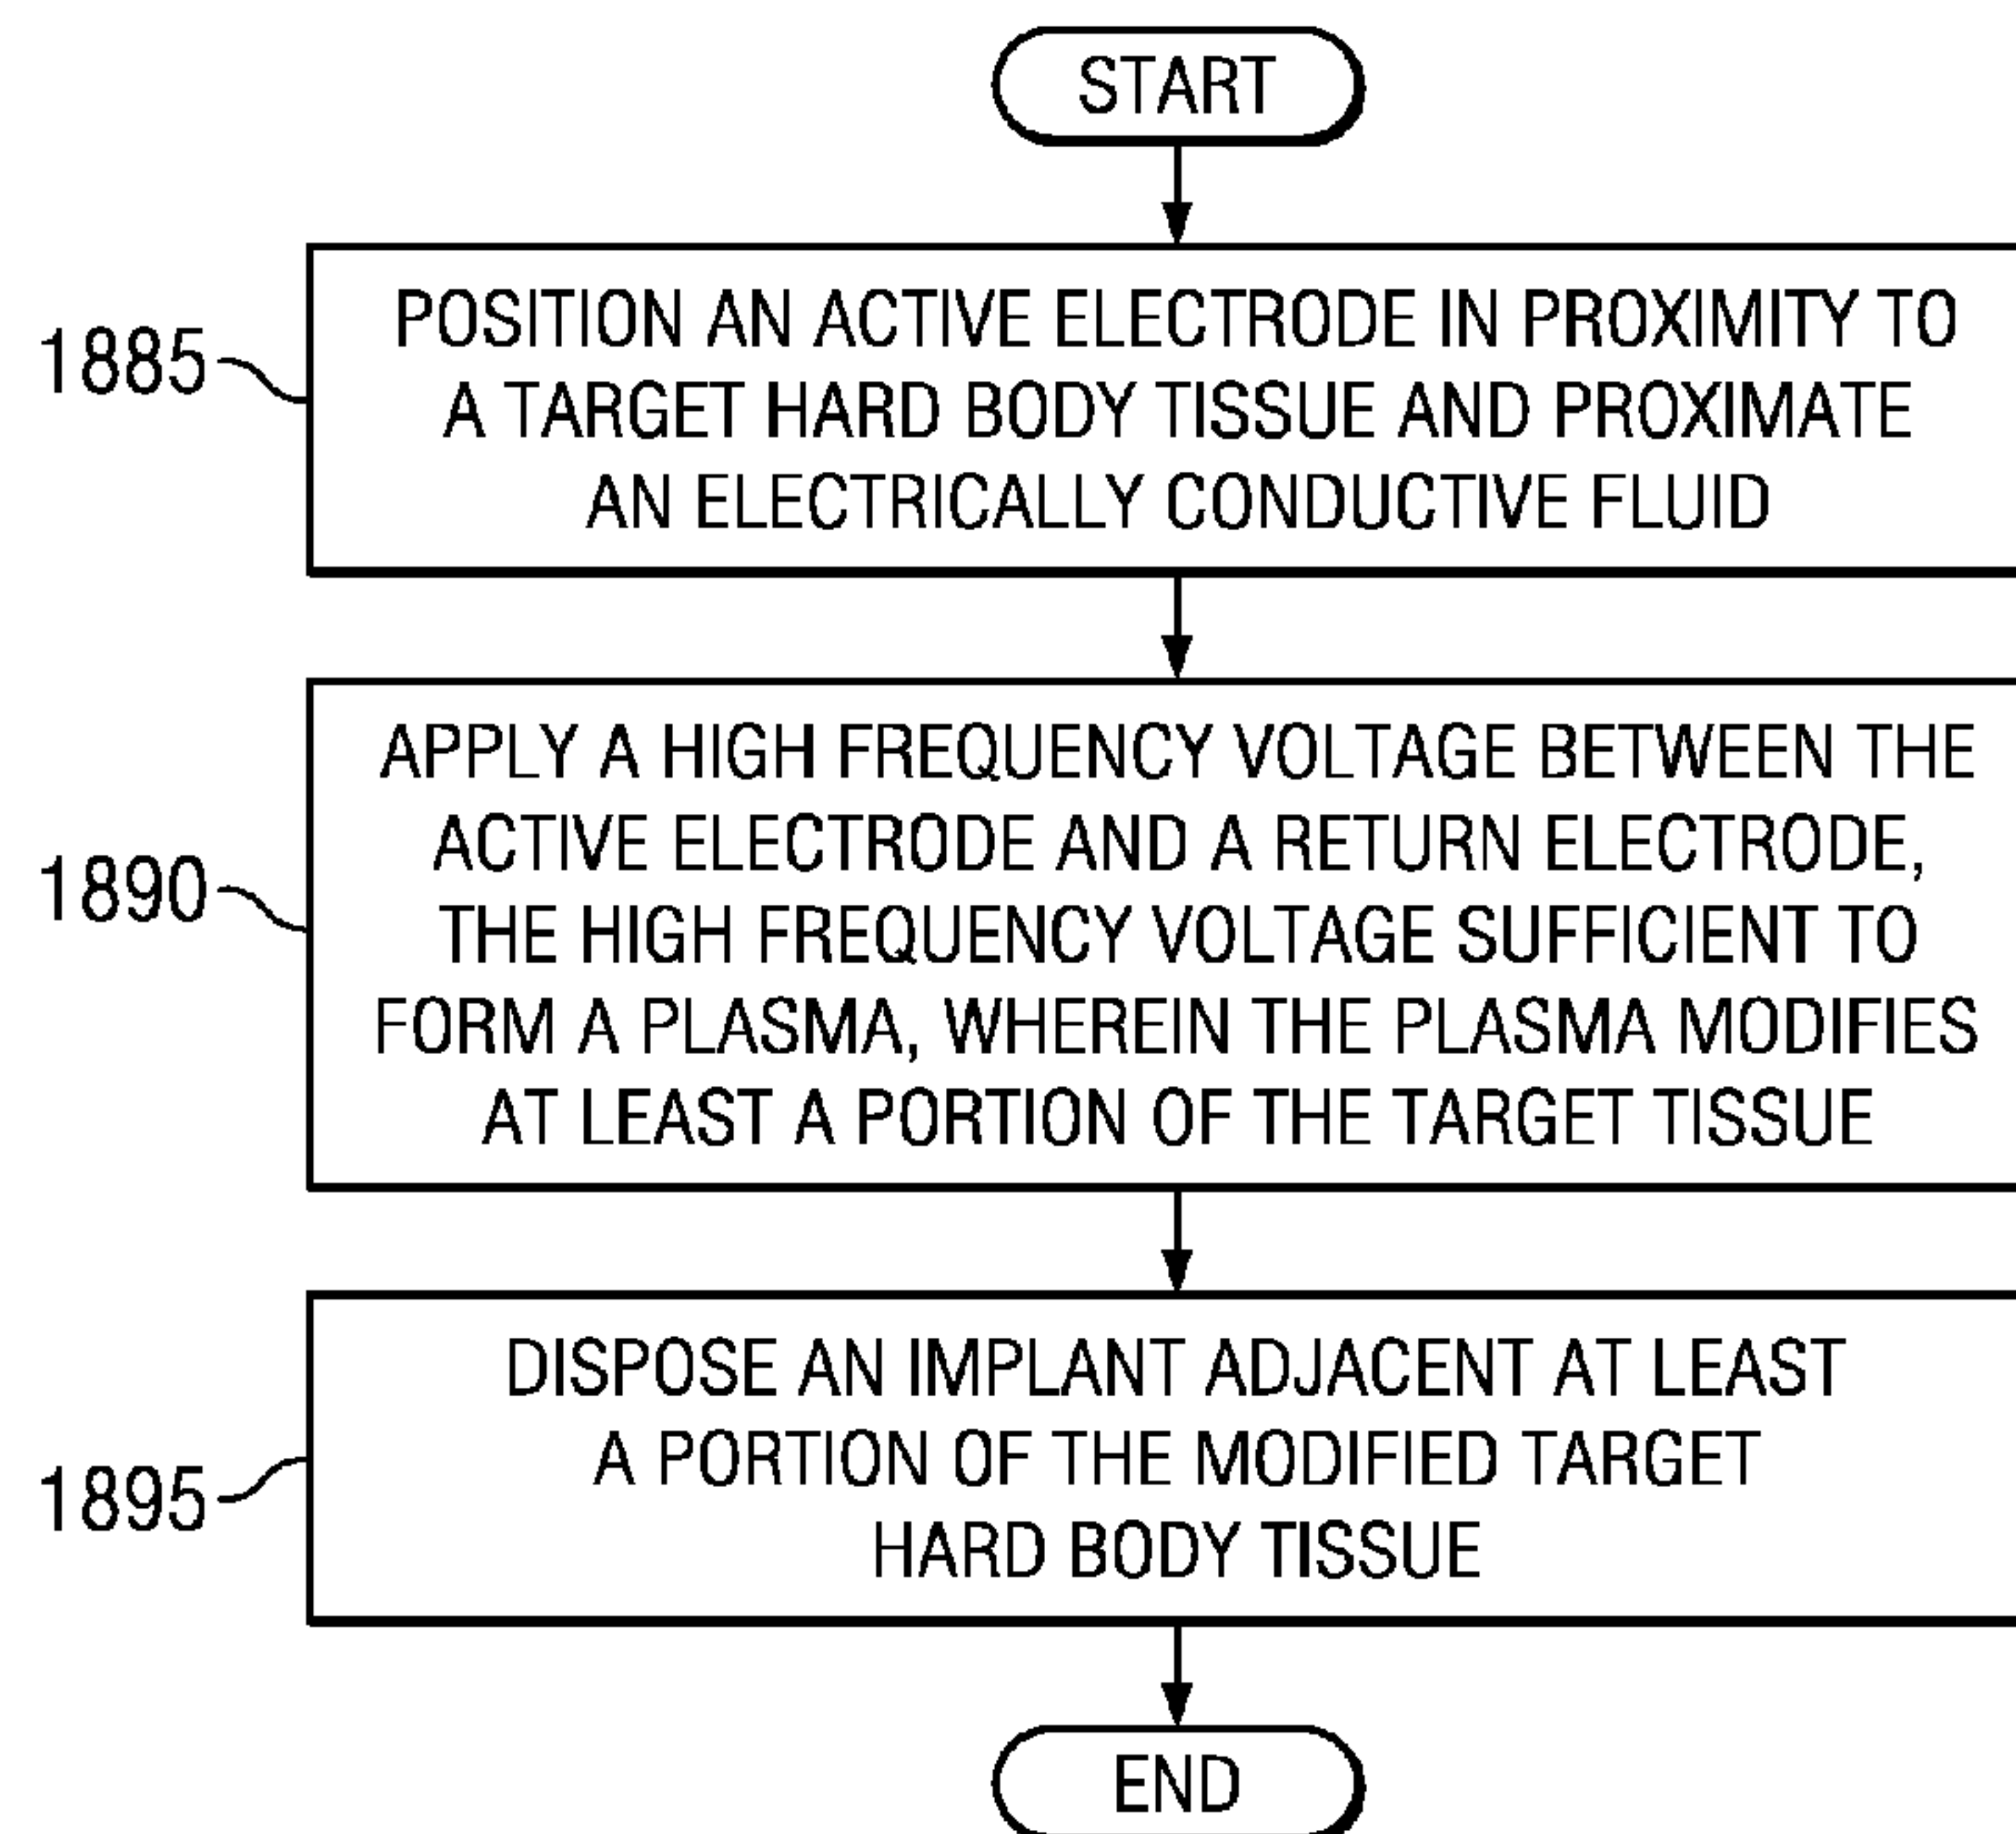 START
1885
POSITION AN ACTIVE ELECTRODE IN PROXIMITY TO
A TARGET HARD BODY TISSUE AND PROXIMATE
AN ELECTRICALLY CONDUCTIVE FLUID
1890
APPLY A HIGH FREQUENCY VOLTAGE BETWEEN THE
ACTIVE ELECTRODE AND A RETURN ELECTRODE,
THE HIGH FREQUENCY VOLTAGE SUFFICIENT TO
FORM A PLASMA, WHEREIN THE PLASMA MODIFIES
AT LEAST A PORTION OF THE TARGET TISSUE
1895
DISPOSE AN IMPLANT ADJACENT AT LEAST
A PORTION OF THE MODIFIED TARGET
HARD BODY TISSUE
END